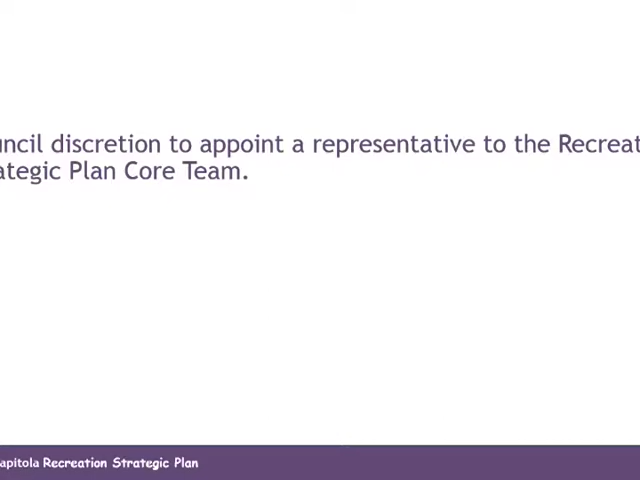 uncil discretion to appoint a representative to the Recreat
ategic Plan Core Team.
apitola Recreation Strategic Plan